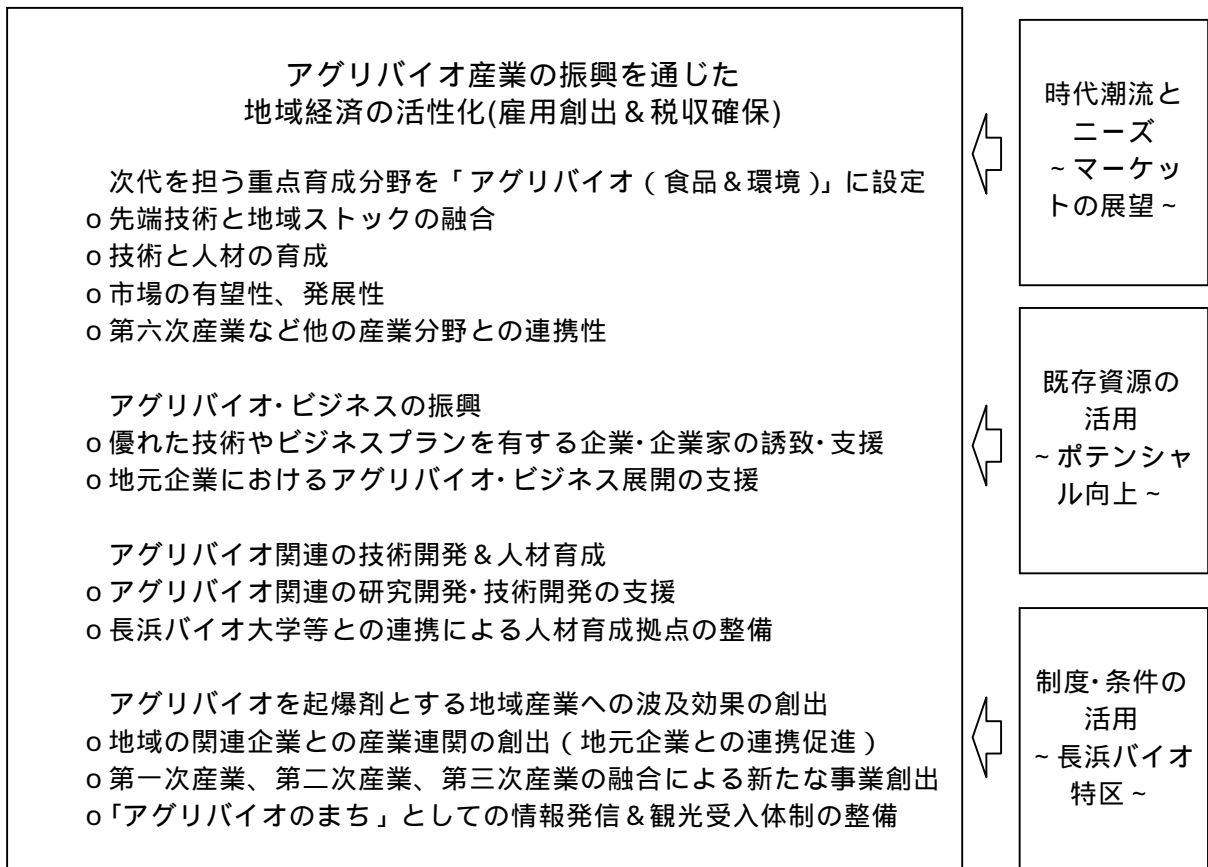 アグリバイオ産業の振興を通じた
地域経済の活性化(雇用創出＆税収確保)
次代を担う重点育成分野を「アグリバイオ（食品＆環境）」に設定
o 先端技術と地域ストックの融合
o 技術と人材の育成
o 市場の有望性、発展性
o 第六次産業など他の産業分野との連携性
アグリバイオ・ビジネスの振興
o 優れた技術やビジネスプランを有する企業・企業家の誘致・支援
o 地元企業におけるアグリバイオ・ビジネス展開の支援
アグリバイオ関連の技術開発＆人材育成
o アグリバイオ関連の研究開発・技術開発の支援
o 長浜バイオ大学等との連携による人材育成拠点の整備
アグリバイオを起爆剤とする地域産業への波及効果の創出
o 地域の関連企業との産業連関の創出（地元企業との連携促進）
o 第一次産業、第二次産業、第三次産業の融合による新たな事業創出
o 「アグリバイオのまち」としての情報発信＆観光受入体制の整備
時代潮流と
ニーズ
～マーケッ
トの展望～
既存資源の
活用
～ポテンシャ
ル向上～
制度・条件の
活用
～長浜バイオ
特区～